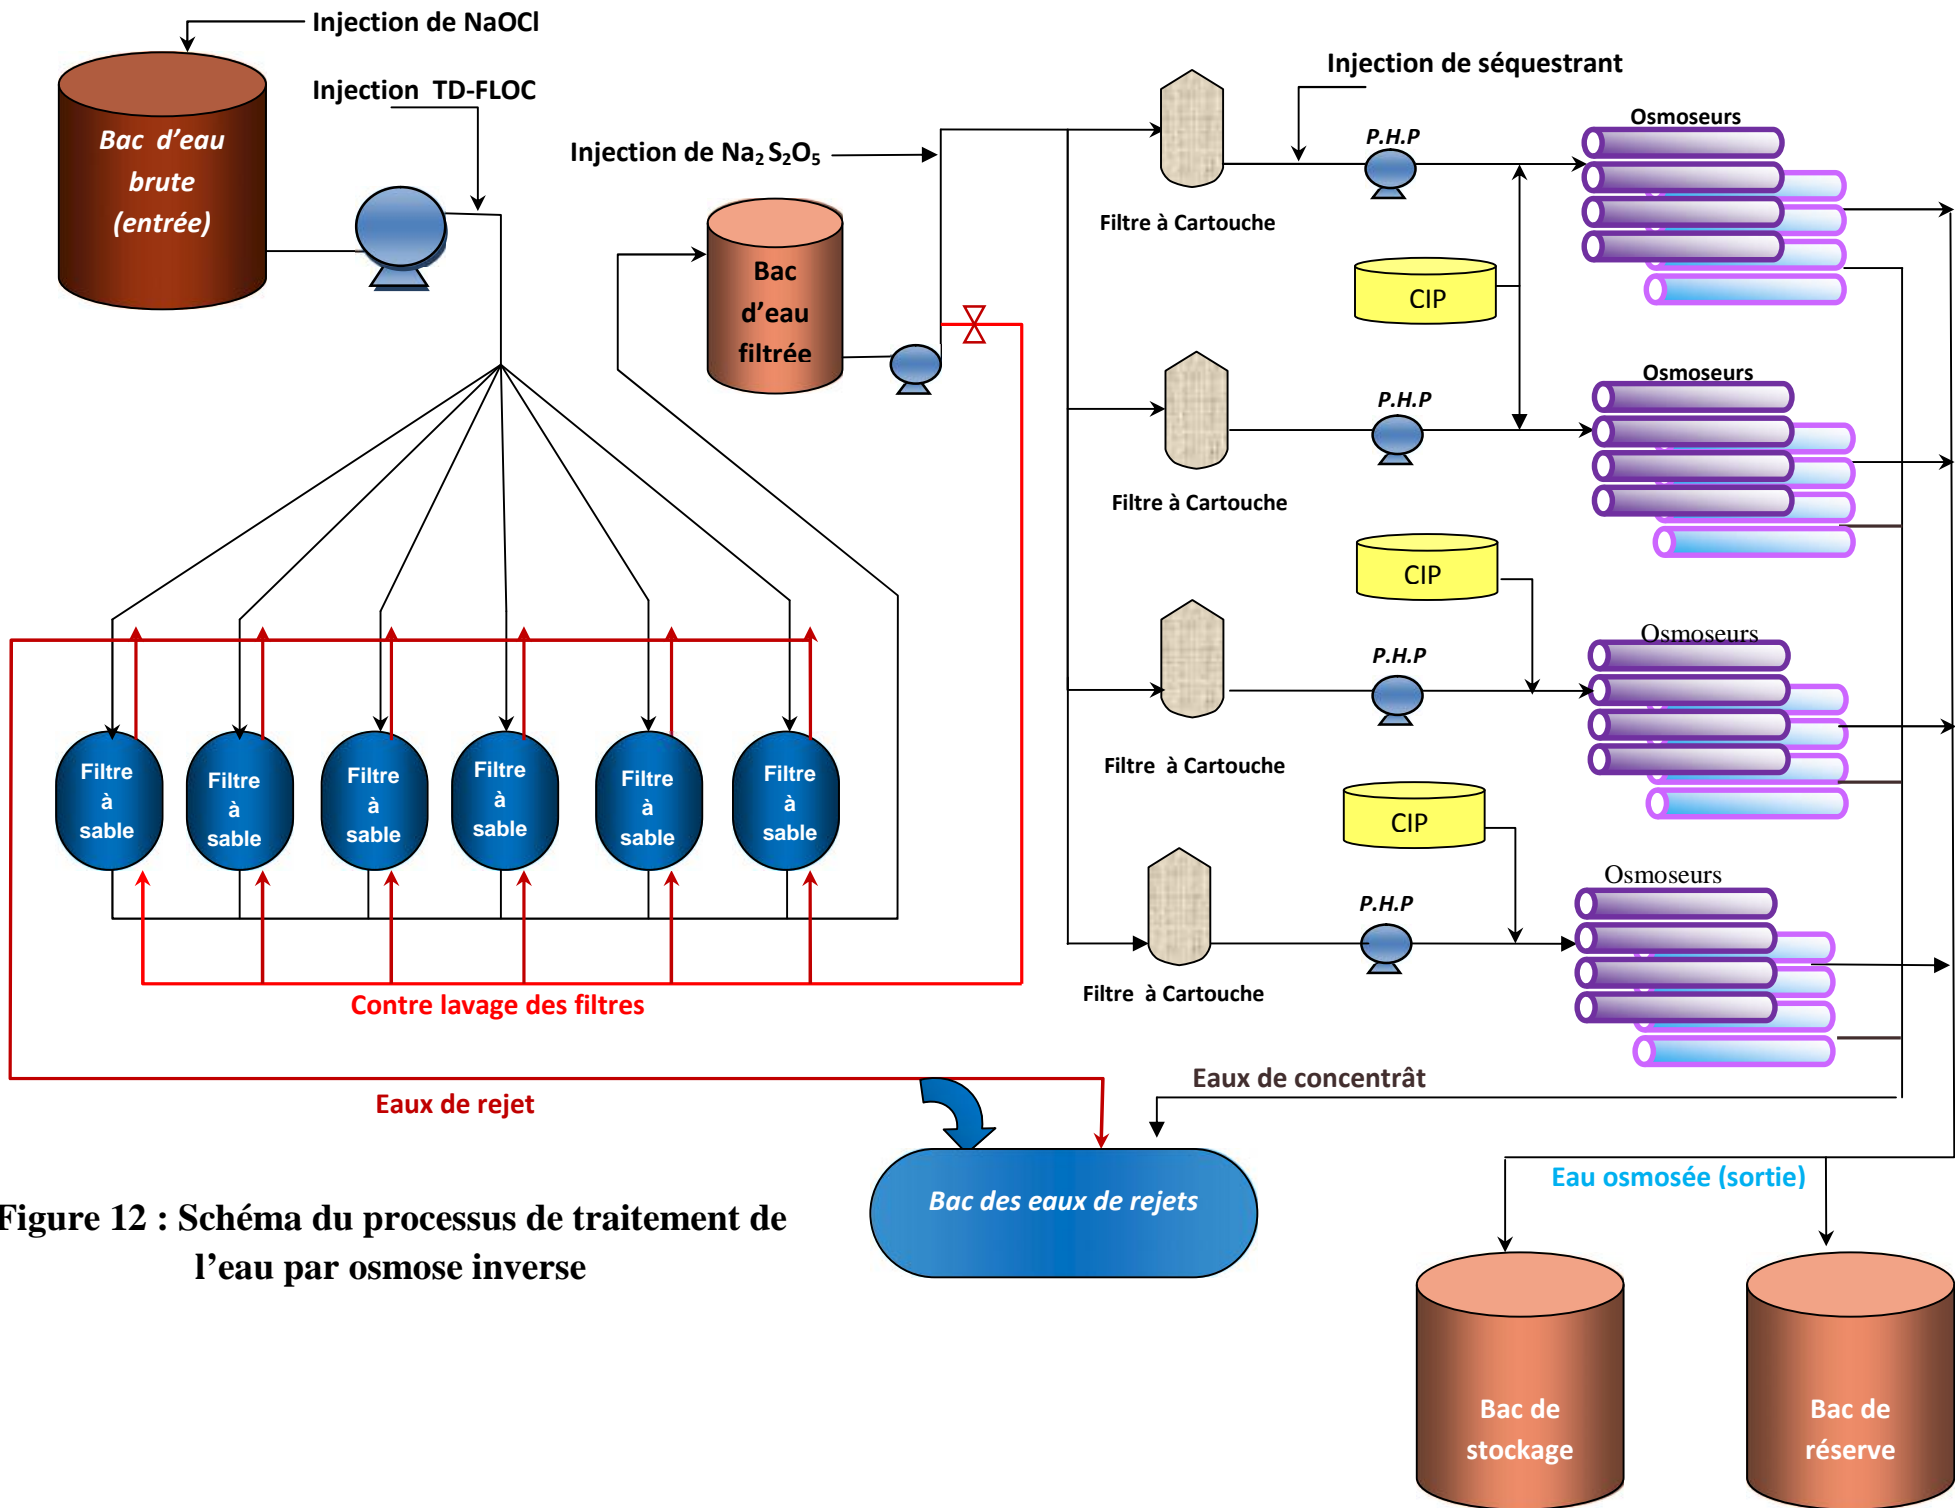 Injection de NaOCl
Injection  TD-FLOC
Bac  d’eau
brute
(entrée)
Injection de Na₂ S₂O₅
Bac
d’eau
filtrée
Injection de séquestrant
Filtre à Cartouche
P.H.P
Osmoseurs
CIP
Filtre à Cartouche
P.H.P
Osmoseurs
CIP
Filtre  à Cartouche
P.H.P
Osmoseurs
CIP
Filtre  à Cartouche
P.H.P
Osmoseurs
Filtre
à
sable
Filtre
à
sable
Filtre
à
sable
Filtre
à
sable
Filtre
à
sable
Filtre
à
sable
Contre lavage des filtres
Eaux de rejet
Eaux de concentrât
Bac des eaux de rejets
Eau osmosée (sortie)
Bac de
stockage
Bac de
réserve
Figure 12 : Schéma du processus de traitement de
l’eau par osmose inverse